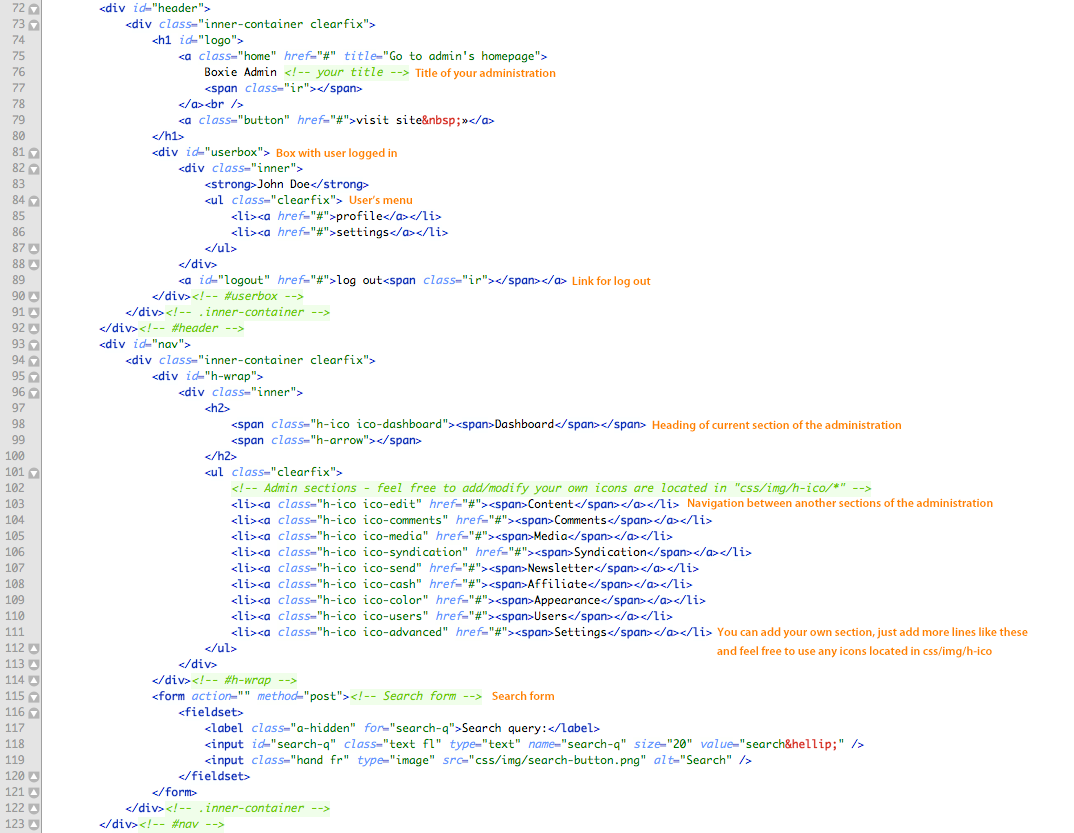 72 <div id="header">
73 <div class="inner-container clearfix">
74 <h1 id="logo">
75 <a class="home" href="#" title="Go to admin's homepage">
76 Boxie Admin <!-- your title --> Title of your administration
77 <span class="ir"></span>
78 </a><br />
79 <a class="button" href="#">visit site&nbsp;»</a>
80 </h1>
81 <div id="userbox"> Box with user logged in
82 <div class="inner">
83 <strong>John Doe</strong>
84 <ul class="clearfix"> User's menu
85 <li><a href="#">profile</a></li>
86 <li><a href="#">settings</a></li>
87 </ul>
88 </div>
89 <a id="logout" href="#">log out<span class="ir"></span></a> Link for log out
90 </div><!-- #userbox -->
91 </div><!-- .inner-container -->
92 </div><!-- #header -->
93 <div id="nav">
94 <div class="inner-container clearfix">
95 <div id="h-wrap">
96 <div class="inner">
97 <h2>
98 <span class="h-ico ico-dashboard"><span>Dashboard</span></span> Heading of current section of the administration
99 <span class="h-arrow"></span>
100 </h2>
101 <ul class="clearfix">
102 <!-- Admin sections - feel free to add/modify your own icons are located in "css/img/h-ico/*" -->
103 <li><a class="h-ico ico-edit" href="#"><span>Content</span></a></li> Navigation between another sections of the administration
104 <li><a class="h-ico ico-comments" href="#"><span>Comments</span></a></li>
105 <li><a class="h-ico ico-media" href="#"><span>Media</span></a></li>
106 <li><a class="h-ico ico-syndication" href="#"><span>Syndication</span></a></li>
107 <li><a class="h-ico ico-send" href="#"><span>Newsletter</span></a></li>
108 <li><a class="h-ico ico-cash" href="#"><span>Affiliate</span></a></li>
109 <li><a class="h-ico ico-color" href="#"><span>Appearance</span></a></li>
110 <li><a class="h-ico ico-users" href="#"><span>Users</span></a></li>
111 <li><a class="h-ico ico-advanced" href="#"><span>Settings</span></a></li> You can add your own section, just add more lines like these
112 </ul> and feel free to use any icons located in css/img/h-ico
113 </div>
114 </div><!-- #h-wrap -->
115 <form action="" method="post"><!-- Search form --> Search form
116 <fieldset>
117 <label class="a-hidden" for="search-q">Search query:</label>
118 <input id="search-q" class="text fl" type="text" name="search-q" size="20" value="search&hellip;" />
119 <input class="hand fr" type="image" src="css/img/search-button.png" alt="Search" />
120 </fieldset>
121 </form>
122 </div><!-- .inner-container -->
123 </div><!-- #nav -->